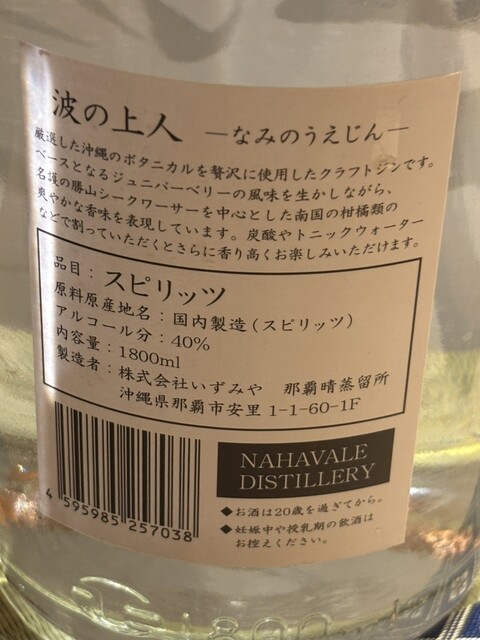 波の上人 ―なみのうえじん―
厳選した沖縄のボタニカルを贅沢に使用したクラフトジンです。
ベースとなるジュニパーベリーの風味を生かしながら、
名護の勝山シークワーサーを中心とした南国の柑橘類の
爽やかな香味を表現しています。炭酸やトニックウォーター
などで割っていただくとさらに香り高くお楽しみいただけます。
品目：スピリッツ
原料原産地名：国内製造（スピリッツ）
アルコール分：40%
内容量：1800ml
製造者：株式会社いずみや 那覇晴蒸留所
沖縄県那覇市安里 1-1-60-1F
NAHAVALE
DISTILLERY
4 595985 257038
◆お酒は20歳を過ぎてから。
◆妊娠中や授乳期の飲酒は
お控えください。